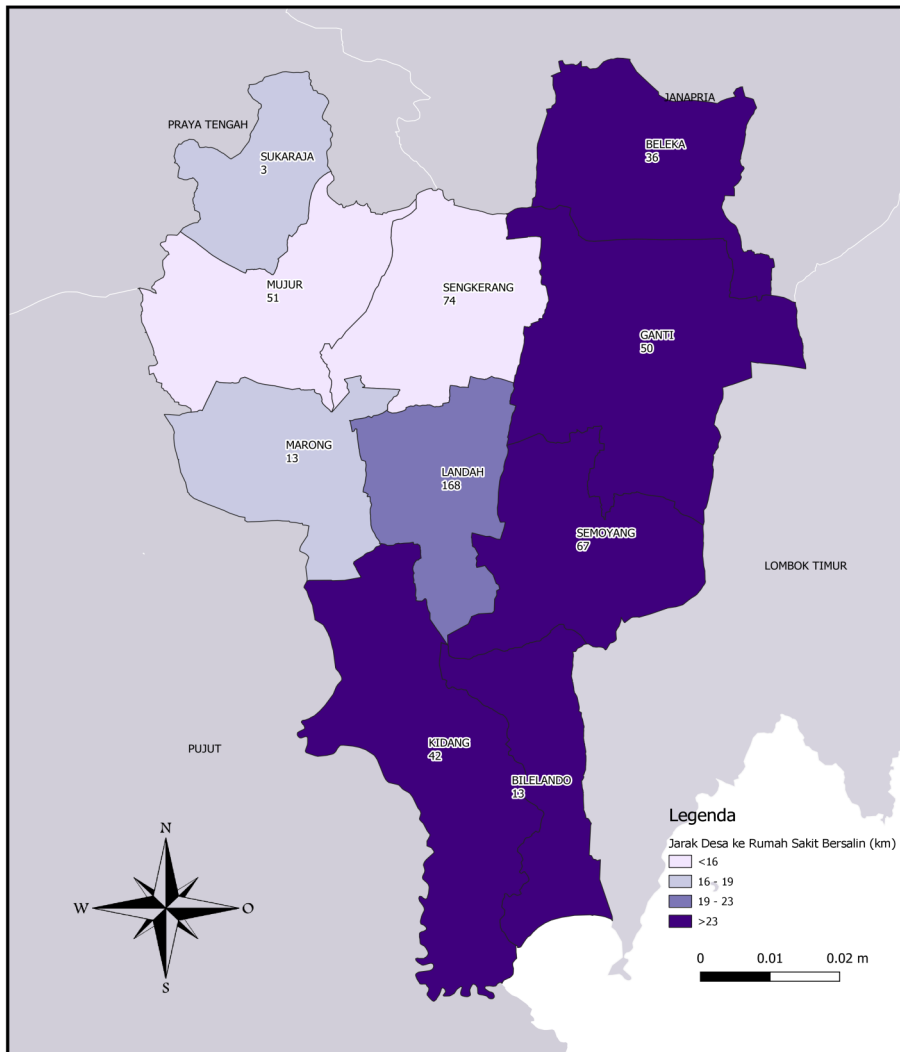 JANAPRIA
PRAYA TENGAH
BELEKA
36
SUKARAJA
3
MUJUR
51
SENGKERANG
74
GANTI
50
MARONG
13
LANDAH
168
SEMOYANG
67
LOMBOK TIMUR
KIDANG
42
PUJUT
BILELANDO
13
Legenda
Jarak Desa ke Rumah Sakit Bersalin (km)
<16
16 - 19
19 - 23
>23
N
W
O
S
0 0.01 0.02 m